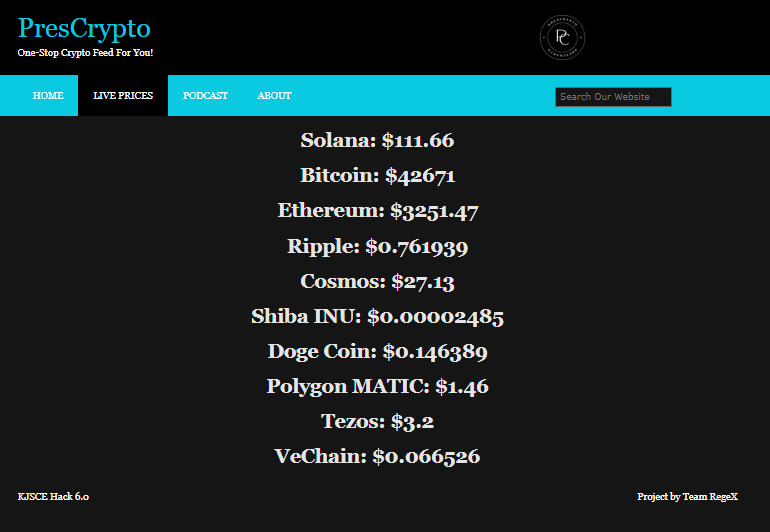 PresCrypto
One-Stop Crypto Feed For You!
PC
HOME LIVE PRICES PODCAST ABOUT Search Our Website
Solana: $111.66
Bitcoin: $42671
Ethereum: $3251.47
Ripple: $0.761939
Cosmos: $27.13
Shiba INU: $0.00002485
Doge Coin: $0.146389
Polygon MATIC: $1.46
Tezos: $3.2
VeChain: $0.066526
KJSCE Hack 6.0 Project by Team RegeX